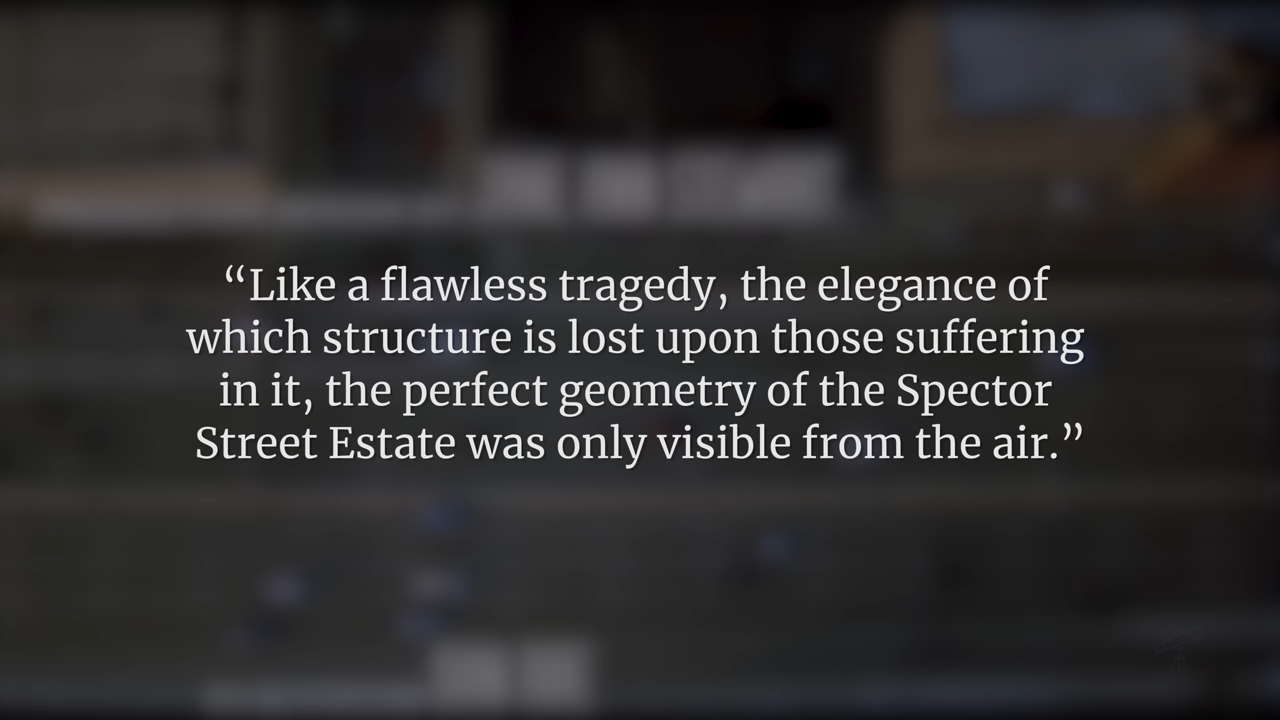 “Like a flawless tragedy, the elegance of
which structure is lost upon those suffering
in it, the perfect geometry of the Spector
Street Estate was only visible from the air.”